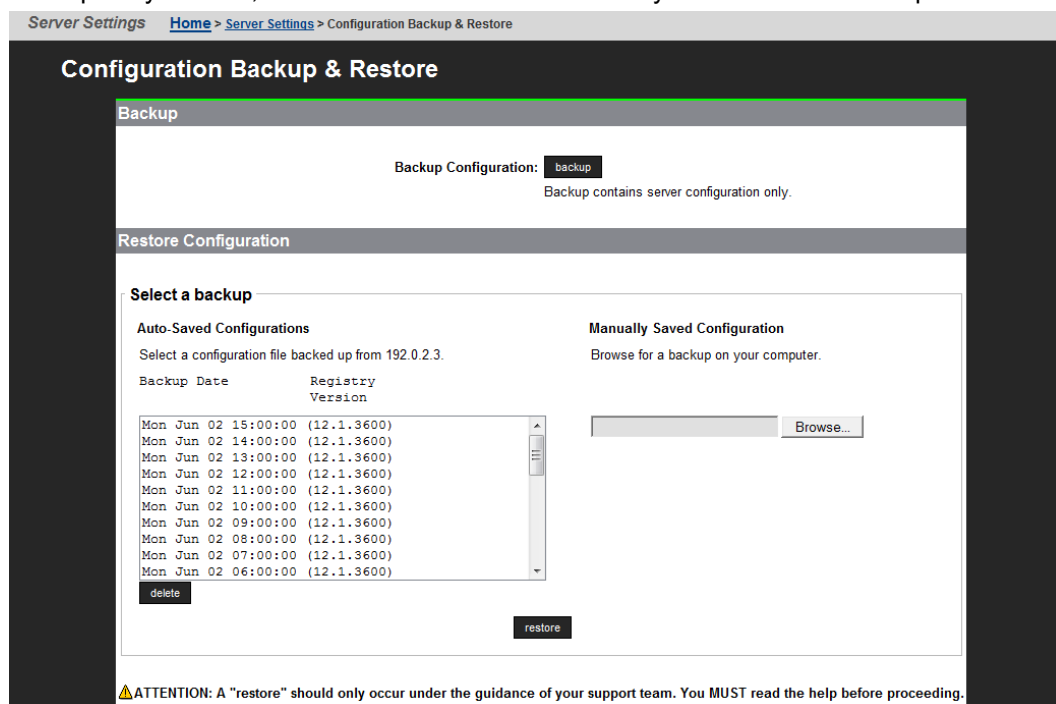 Server Settings Home > Server Settings > Configuration Backup & Restore
Configuration Backup & Restore
Backup
Backup Configuration: backup
Backup contains server configuration only.
Restore Configuration
Select a backup
Auto-Saved Configurations
Select a configuration file backed up from 192.0.2.3.
Backup Date Registry
Version
Mon Jun 02 15:00:00 (12.1.3600)
Mon Jun 02 14:00:00 (12.1.3600)
Mon Jun 02 13:00:00 (12.1.3600)
Mon Jun 02 12:00:00 (12.1.3600)
Mon Jun 02 11:00:00 (12.1.3600)
Mon Jun 02 10:00:00 (12.1.3600)
Mon Jun 02 09:00:00 (12.1.3600)
Mon Jun 02 08:00:00 (12.1.3600)
Mon Jun 02 07:00:00 (12.1.3600)
Mon Jun 02 06:00:00 (12.1.3600)
delete
Manually Saved Configuration
Browse for a backup on your computer.
Browse...
restore
ATTENTION: A "restore" should only occur under the guidance of your support team. You MUST read the help before proceeding.